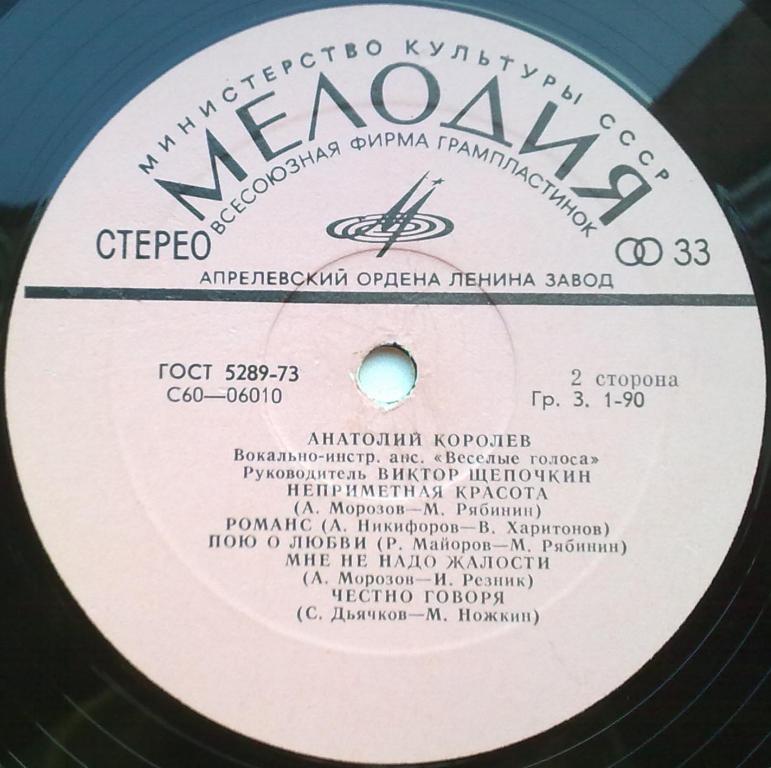 МИНИСТЕРСТВО КУЛЬТУРЫ СССР
МЕЛОДИЯ
ВСЕСОЮЗНАЯ ФИРМА ГРАМПЛАСТИНОК
СТЕРЕО
33
АПРЕЛЕВСКИЙ ОРДЕНА ЛЕНИНА ЗАВОД
ГОСТ 5289-73
С60—06010
2 сторона
Гр. 3. 1-90
АНАТОЛИЙ КОРОЛЕВ
Вокально-инстр. анс. «Веселые голоса»
Руководитель ВИКТОР ЩЕПОЧКИН
НЕПРИМЕТНАЯ КРАСОТА
(А. Морозов—М. Рябинин)
РОМАНС (А. Никифоров—В. Харитонов)
ПОЮ О ЛЮБВИ (Р. Майоров—М. Рябинин)
МНЕ НЕ НАДО ЖАЛОСТИ
(А. Морозов—И. Резник)
ЧЕСТНО ГОВОРЯ
(С. Дьячков—М. Ножкин)